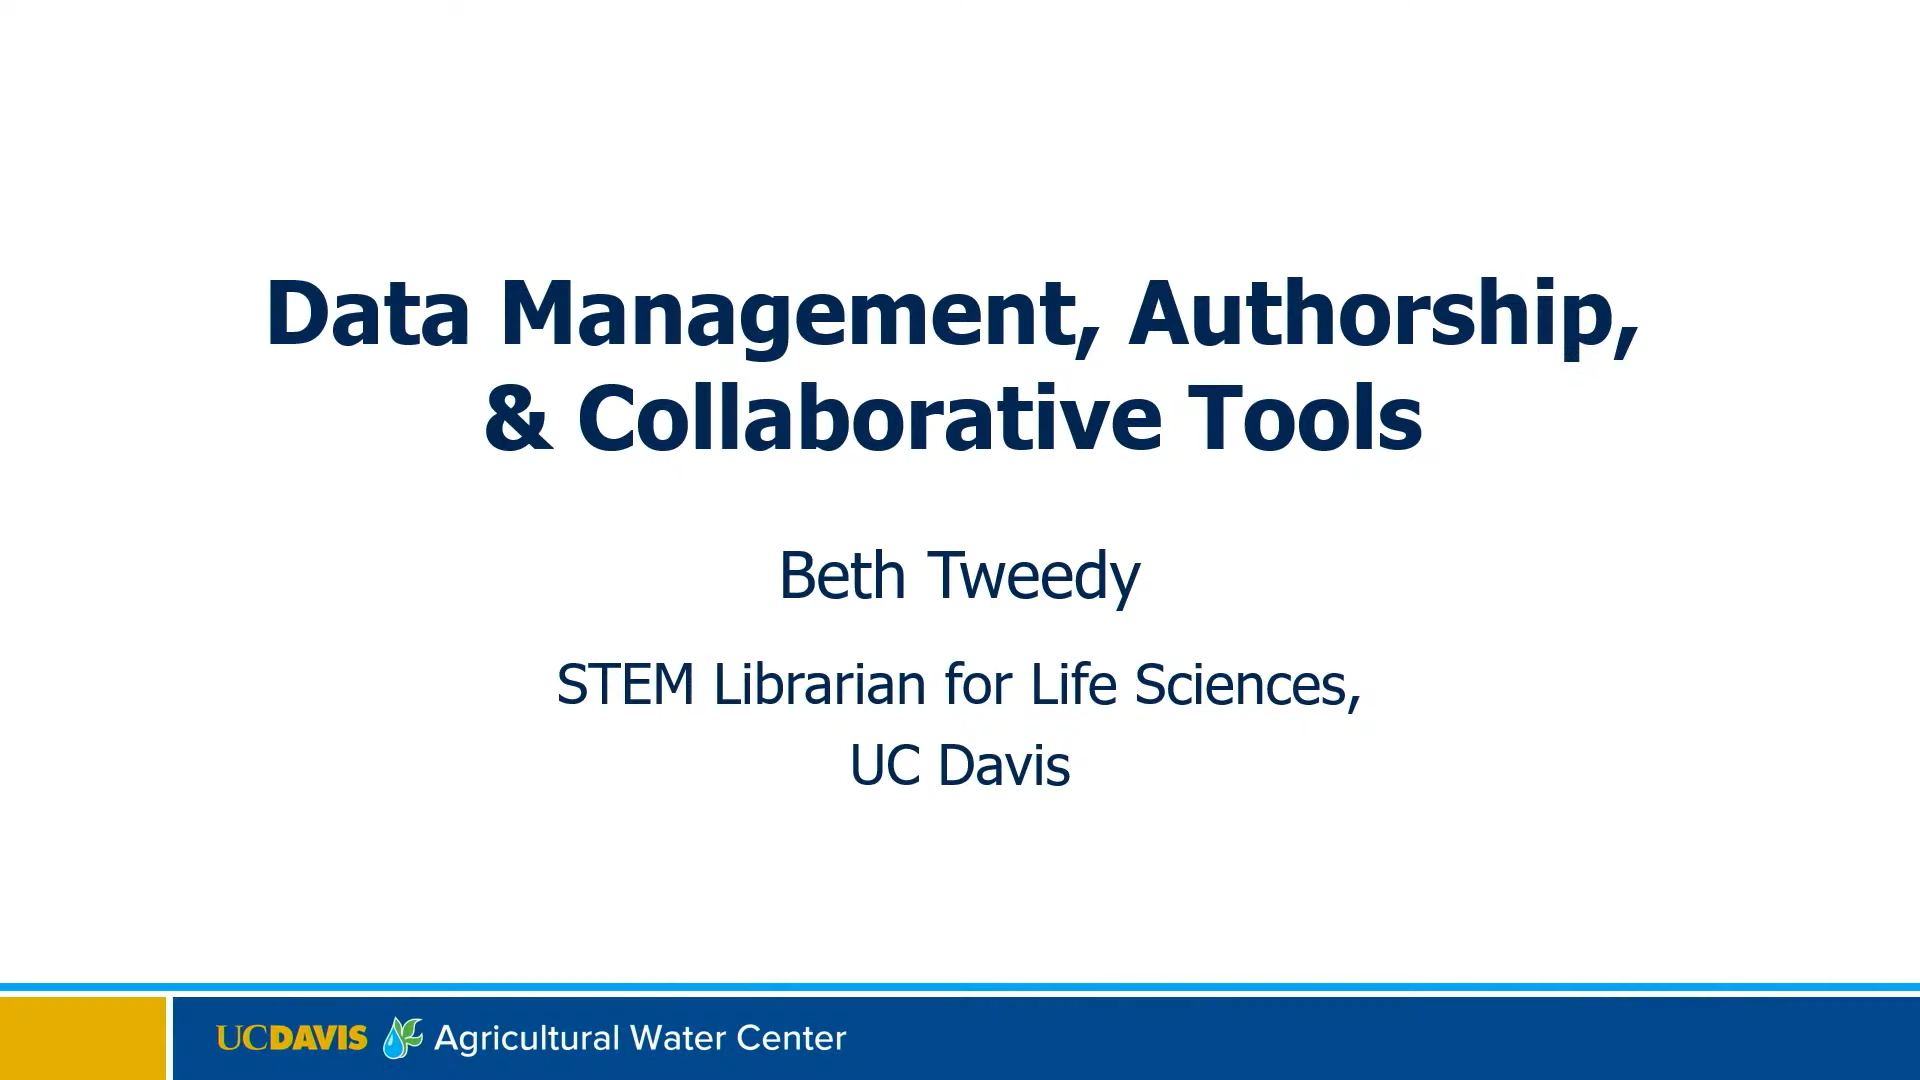 Data Management, Authorship,
& Collaborative Tools
Beth Tweedy
STEM Librarian for Life Sciences,
UC Davis
UCDAVIS Agricultural Water Center